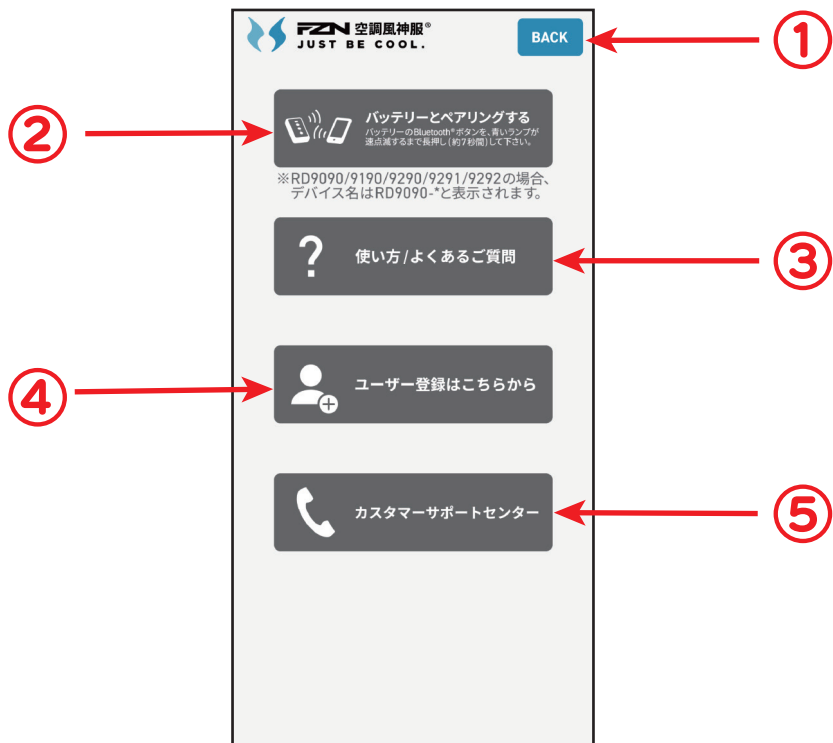 FZN 空調風神服®
JUST BE COOL.
BACK
①
②
バッテリーとペアリングする
バッテリーのBluetooth®ボタンを、青いランプが
速点滅するまで長押し(約7秒間)して下さい。
※RD9090/9190/9290/9291/9292の場合、
デバイス名はRD9090-*と表示されます。
?
使い方/よくあるご質問
③
④
ユーザー登録はこちらから
カスタマーサポートセンター
⑤